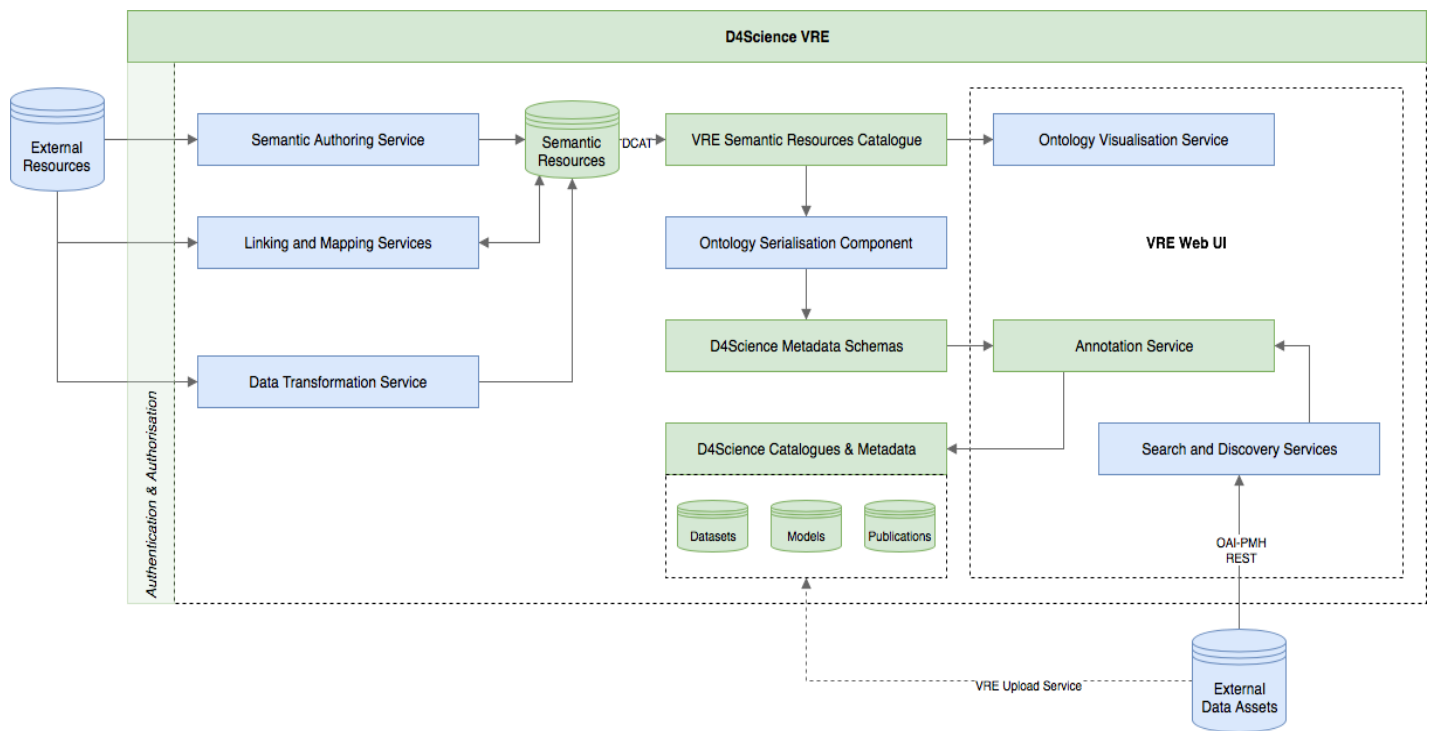 D4Science VRE
External
Resources
Semantic Authoring Service
Semantic
Resources
DCAT
VRE Semantic Resources Catalogue
Ontology Visualisation Service
Linking and Mapping Services
Ontology Serialisation Component
VRE Web UI
Data Transformation Service
D4Science Metadata Schemas
Annotation Service
Authentication & Authorisation
D4Science Catalogues & Metadata
Search and Discovery Services
Datasets
Models
Publications
OAI-PMH
REST
VRE Upload Service
External
Data Assets